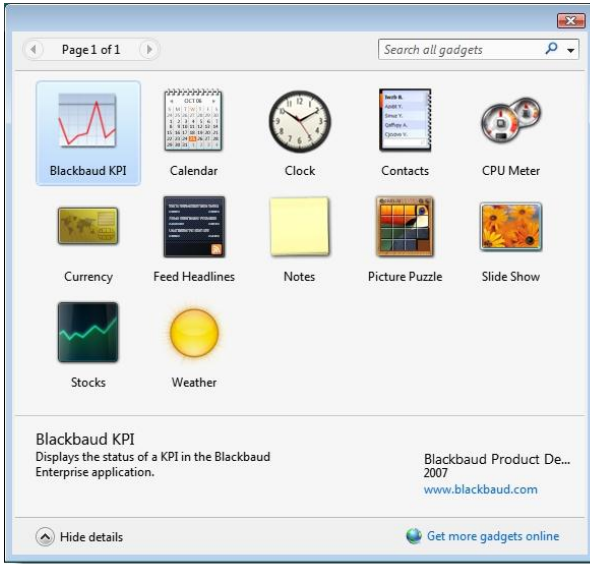 Page 1 of 1
Search all gadgets
Blackbaud KPI
Calendar
Clock
Contacts
CPU Meter
OCT 06
Currency
Feed Headlines
Notes
Picture Puzzle
Slide Show
Stocks
Weather
Blackbaud KPI
Displays the status of a KPI in the Blackbaud
Enterprise application.
Blackbaud Product De...
2007
www.blackbaud.com
Hide details
Get more gadgets online